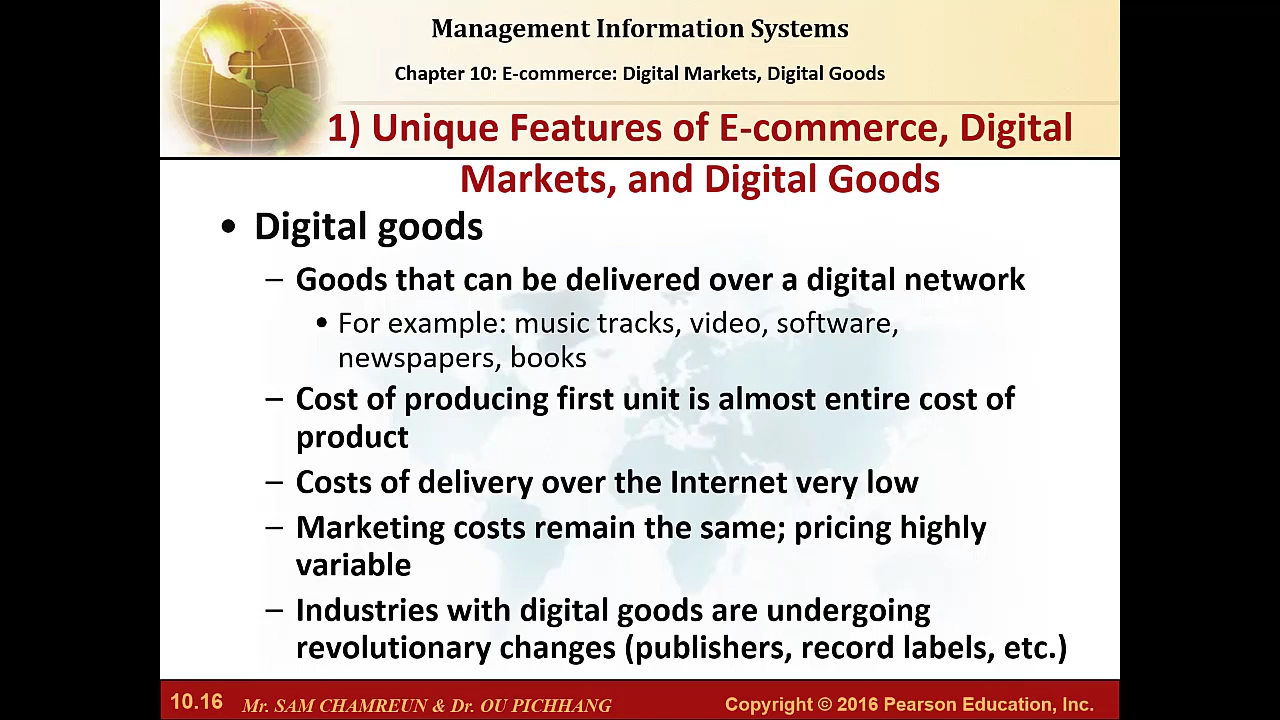 Management Information Systems
Chapter 10: E-commerce: Digital Markets, Digital Goods
1) Unique Features of E-commerce, Digital
Markets, and Digital Goods
• Digital goods
– Goods that can be delivered over a digital network
• For example: music tracks, video, software,
newspapers, books
– Cost of producing first unit is almost entire cost of
product
– Costs of delivery over the Internet very low
– Marketing costs remain the same; pricing highly
variable
– Industries with digital goods are undergoing
revolutionary changes (publishers, record labels, etc.)
10.16 Mr. SAM CHAMREUN & Dr. OU PICHHANG Copyright © 2016 Pearson Education, Inc.